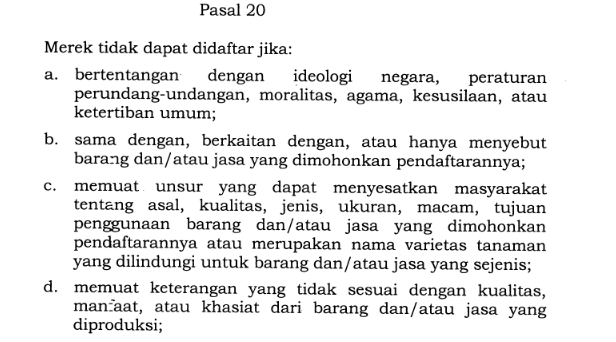 Pasal 20
Merek tidak dapat didaftar jika:
a. bertentangan dengan ideologi negara, peraturan
perundang-undangan, moralitas, agama, kesusilaan, atau
ketertiban umum;
b. sama dengan, berkaitan dengan, atau hanya menyebut
barang dan/atau jasa yang dimohonkan pendaftarannya;
c. memuat unsur yang dapat menyesatkan masyarakat
tentang asal, kualitas, jenis, ukuran, macam, tujuan
penggunaan barang dan/atau jasa yang dimohonkan
pendaftarannya atau merupakan nama varietas tanaman
yang dilindungi untuk barang dan/atau jasa yang sejenis;
d. memuat keterangan yang tidak sesuai dengan kualitas,
manfaat, atau khasiat dari barang dan/atau jasa yang
diproduksi;